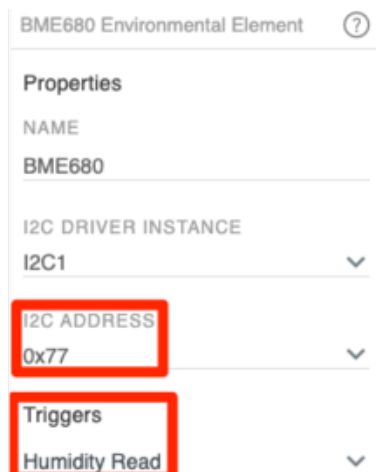 BME680 Environmental Element ?
Properties
NAME
BME680
I2C DRIVER INSTANCE
I2C1
I2C ADDRESS
0x77
Triggers
Humidity Read